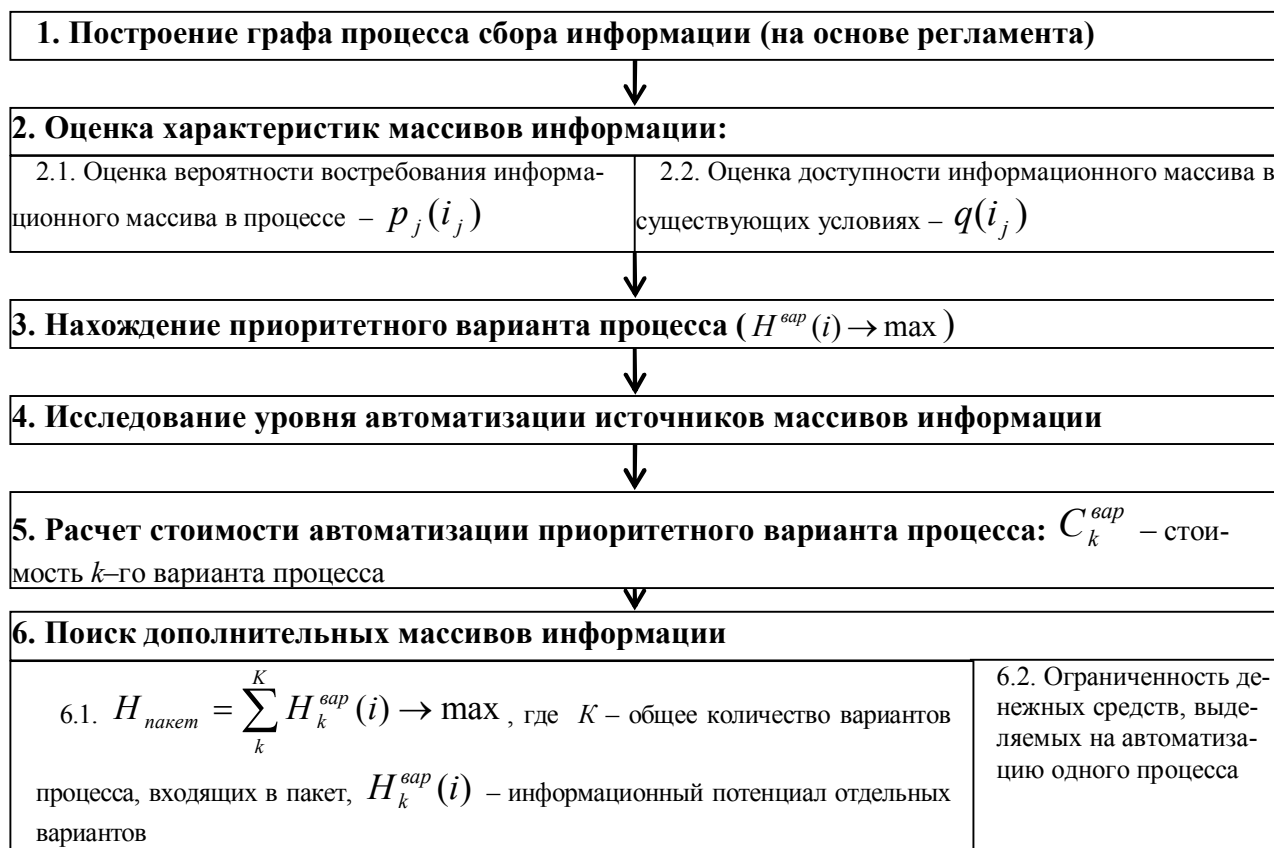 1. Построение графа процесса сбора информации (на основе регламента)
2. Оценка характеристик массивов информации:
2.1. Оценка вероятности востребования информа-
ционного массива в процессе – p_j(i_j)
2.2. Оценка доступности информационного массива в
существующих условиях – q(i_j)
3. Нахождение приоритетного варианта процесса ( H^{вар}(i) → max )
4. Исследование уровня автоматизации источников массивов информации
5. Расчет стоимости автоматизации приоритетного варианта процесса: C_k^{вар} – стои-
мость k–го варианта процесса
6. Поиск дополнительных массивов информации
6.1. H_{пакет} = \sum_{k}^{K} H_k^{вар}(i) → max , где K – общее количество вариантов
процесса, входящих в пакет, H_k^{вар}(i) – информационный потенциал отдельных
вариантов
6.2. Ограниченность де-
нежных средств, выде-
ляемых на автоматиза-
цию одного процесса